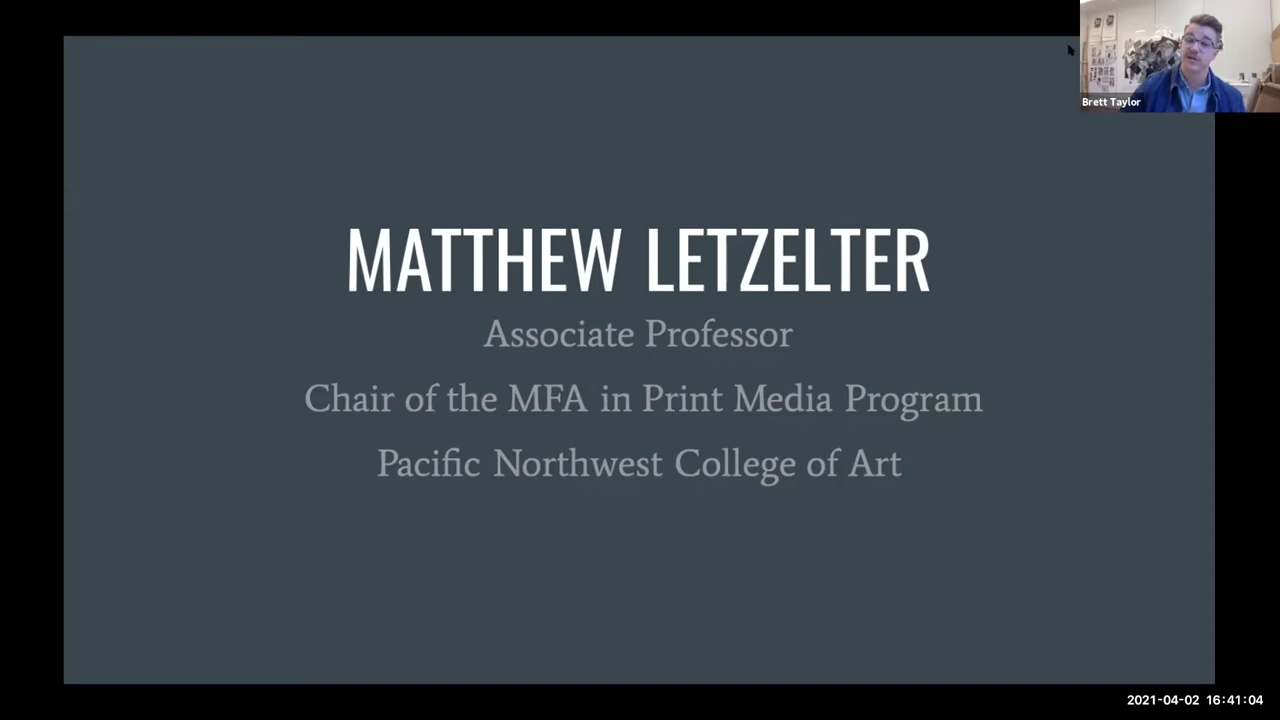 Brett Taylor
MATTHEW LETZELTER
Associate Professor
Chair of the MFA in Print Media Program
Pacific Northwest College of Art
2021-04-02 16:41:04